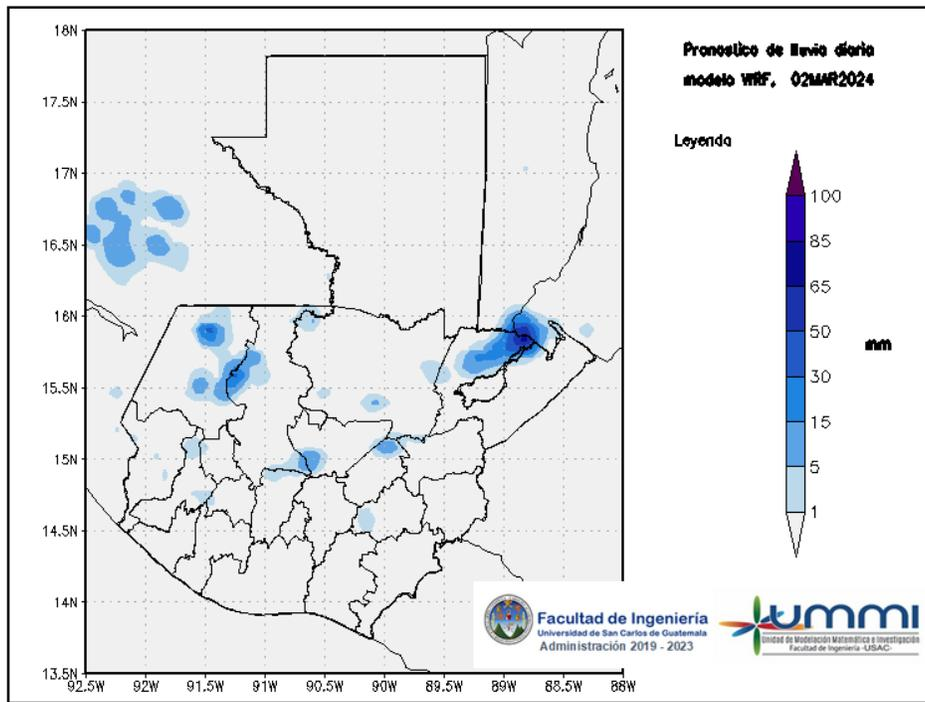 Pronostico de lluvia diaria
modelo WRF, 02MAR2024
Leyenda
100
85
65
50
30
15
5
1
mm
18N
17.5N
17N
16.5N
16N
15.5N
15N
14.5N
14N
13.5N
92.5W
92W
91.5W
91W
90.5W
90W
89.5W
89W
88.5W
88W
Facultad de Ingeniería
Universidad de San Carlos de Guatemala
Administración 2019 - 2023
ummi
Unidad de Modelación Matemática e Investigación
Facultad de Ingeniería -USAC-